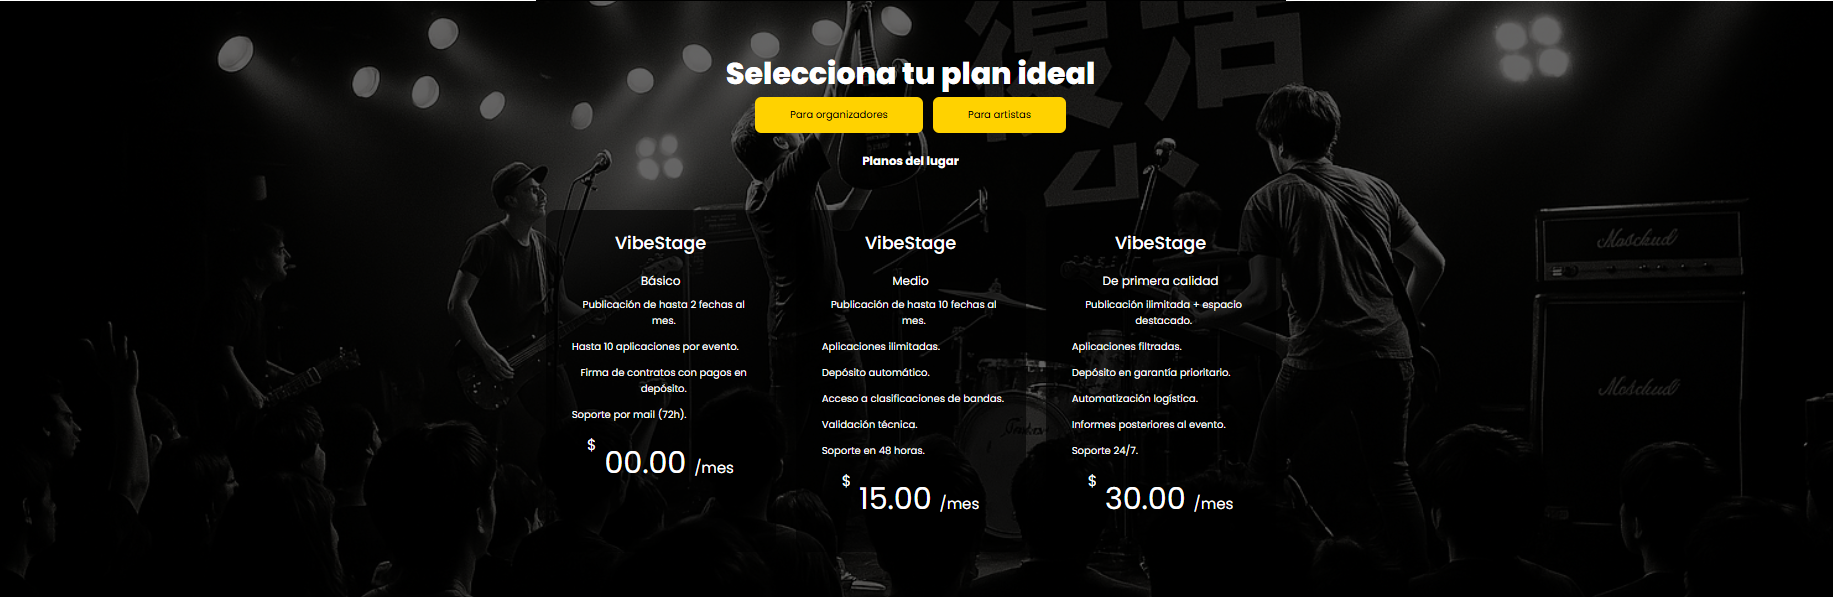 復活
Selecciona tu plan ideal
Para organizadores
Para artistas
Planos del lugar
VibeStage
Básico
Publicación de hasta 2 fechas al
mes.
Hasta 10 aplicaciones por evento.
Firma de contratos con pagos en
depósito.
Soporte por mail (72h).
$ 00.00 /mes
VibeStage
Medio
Publicación de hasta 10 fechas al
mes.
Aplicaciones ilimitadas.
Depósito automático.
Acceso a clasificaciones de bandas.
Validación técnica.
Soporte en 48 horas.
$ 15.00 /mes
VibeStage
De primera calidad
Publicación ilimitada + espacio
destacado.
Aplicaciones filtradas.
Depósito en garantía prioritario.
Automatización logística.
Informes posteriores al evento.
Soporte 24/7.
$ 30.00 /mes
Moschud
Moschud